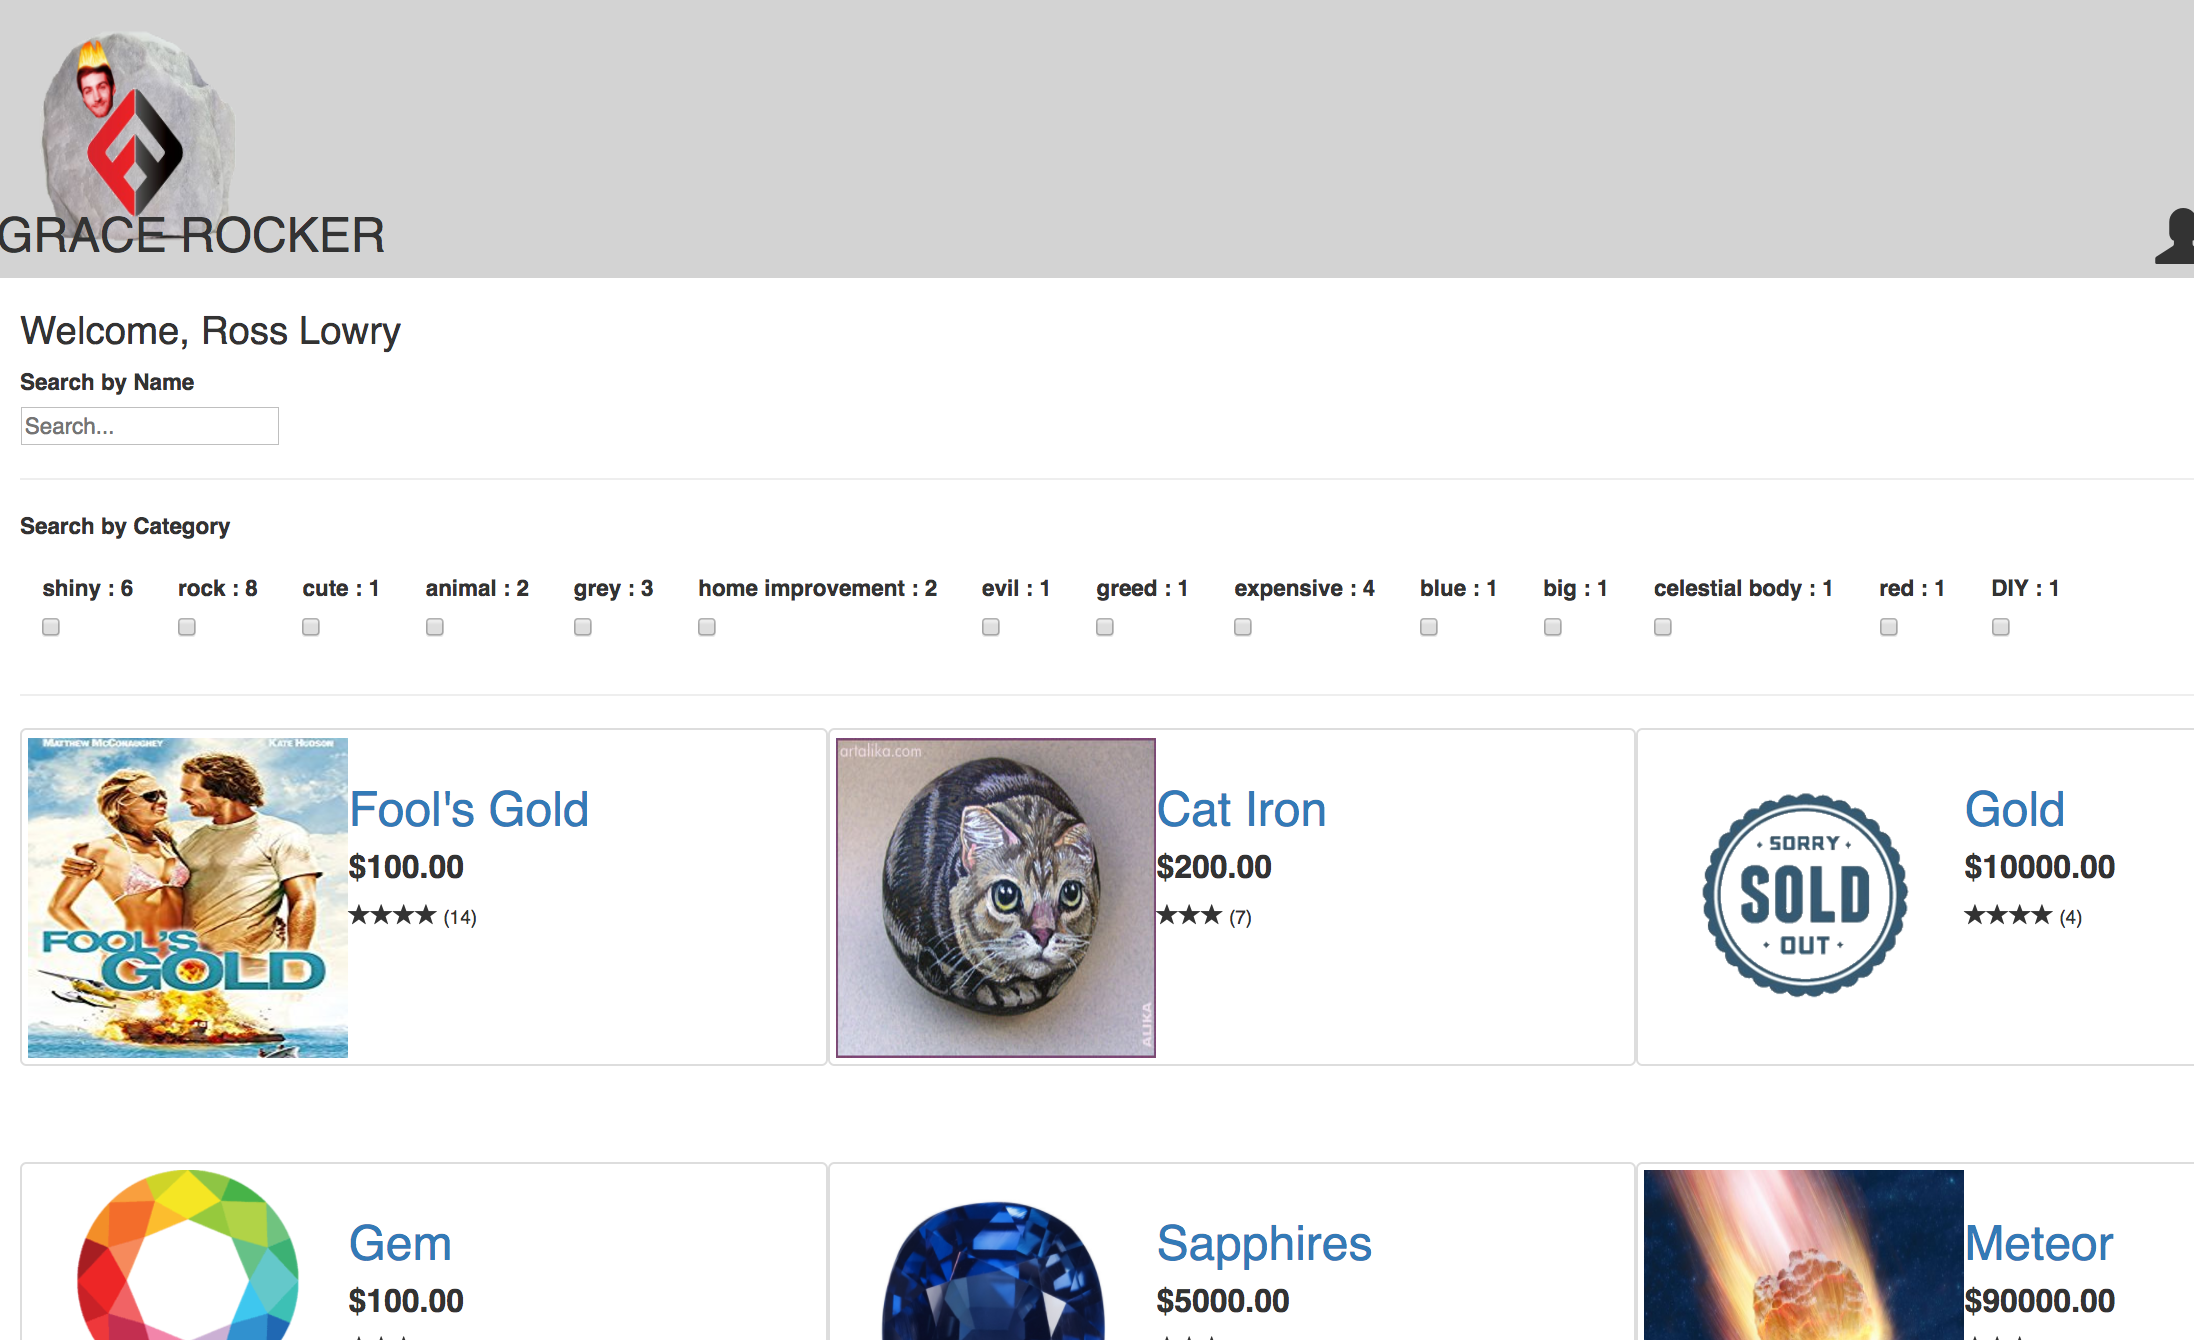 GRACE ROCKER
Welcome, Ross Lowry
Search by Name
Search...
Search by Category
shiny : 6 rock : 8 cute : 1 animal : 2 grey : 3 home improvement : 2 evil : 1 greed : 1 expensive : 4 blue : 1 big : 1 celestial body : 1 red : 1 DIY : 1
MATTHEW MCCONAUGHEY KATE HUDSON
FOOL'S
GOLD
Fool's Gold
$100.00
★★★★ (14)
artalika.com
ALIKA
Cat Iron
$200.00
★★★ (7)
SORRY
SOLD
OUT
Gold
$10000.00
★★★★ (4)
Gem
$100.00
Sapphires
$5000.00
Meteor
$90000.00